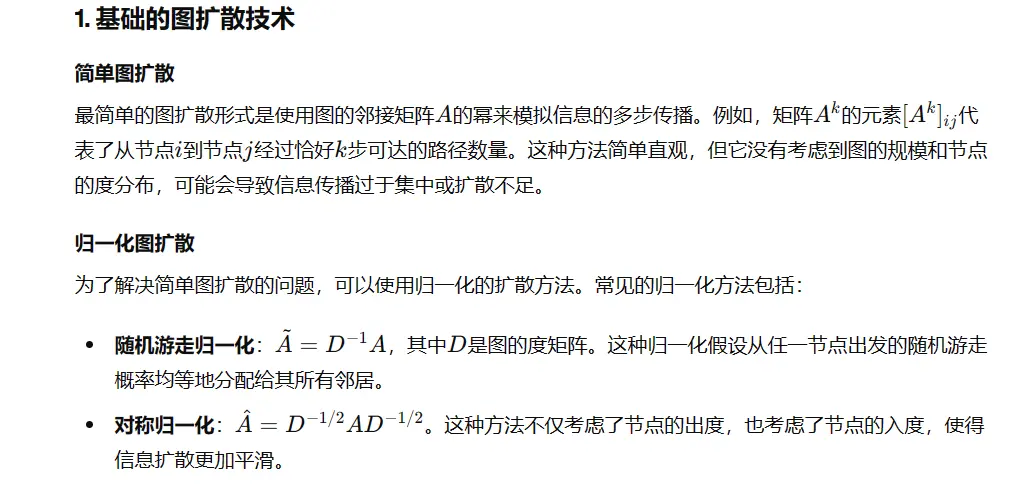 1. 基础的图扩散技术
简单图扩散
最简单的图扩散形式是使用图的邻接矩阵A的幂来模拟信息的多步传播。例如，矩阵A^k的元素[A^k]_{ij}代
表了从节点i到节点j经过恰好k步可达的路径数量。这种方法简单直观，但它没有考虑到图的规模和节点
的度分布，可能会导致信息传播过于集中或扩散不足。
归一化图扩散
为了解决简单图扩散的问题，可以使用归一化的扩散方法。常见的归一化方法包括：
• 随机游走归一化：Ã = D^{-1}A，其中D是图的度矩阵。这种归一化假设从任一节点出发的随机游走
概率均等地分配给其所有邻居。
• 对称归一化：Â = D^{-1/2}AD^{-1/2}。这种方法不仅考虑了节点的出度，也考虑了节点的入度，使得
信息扩散更加平滑。